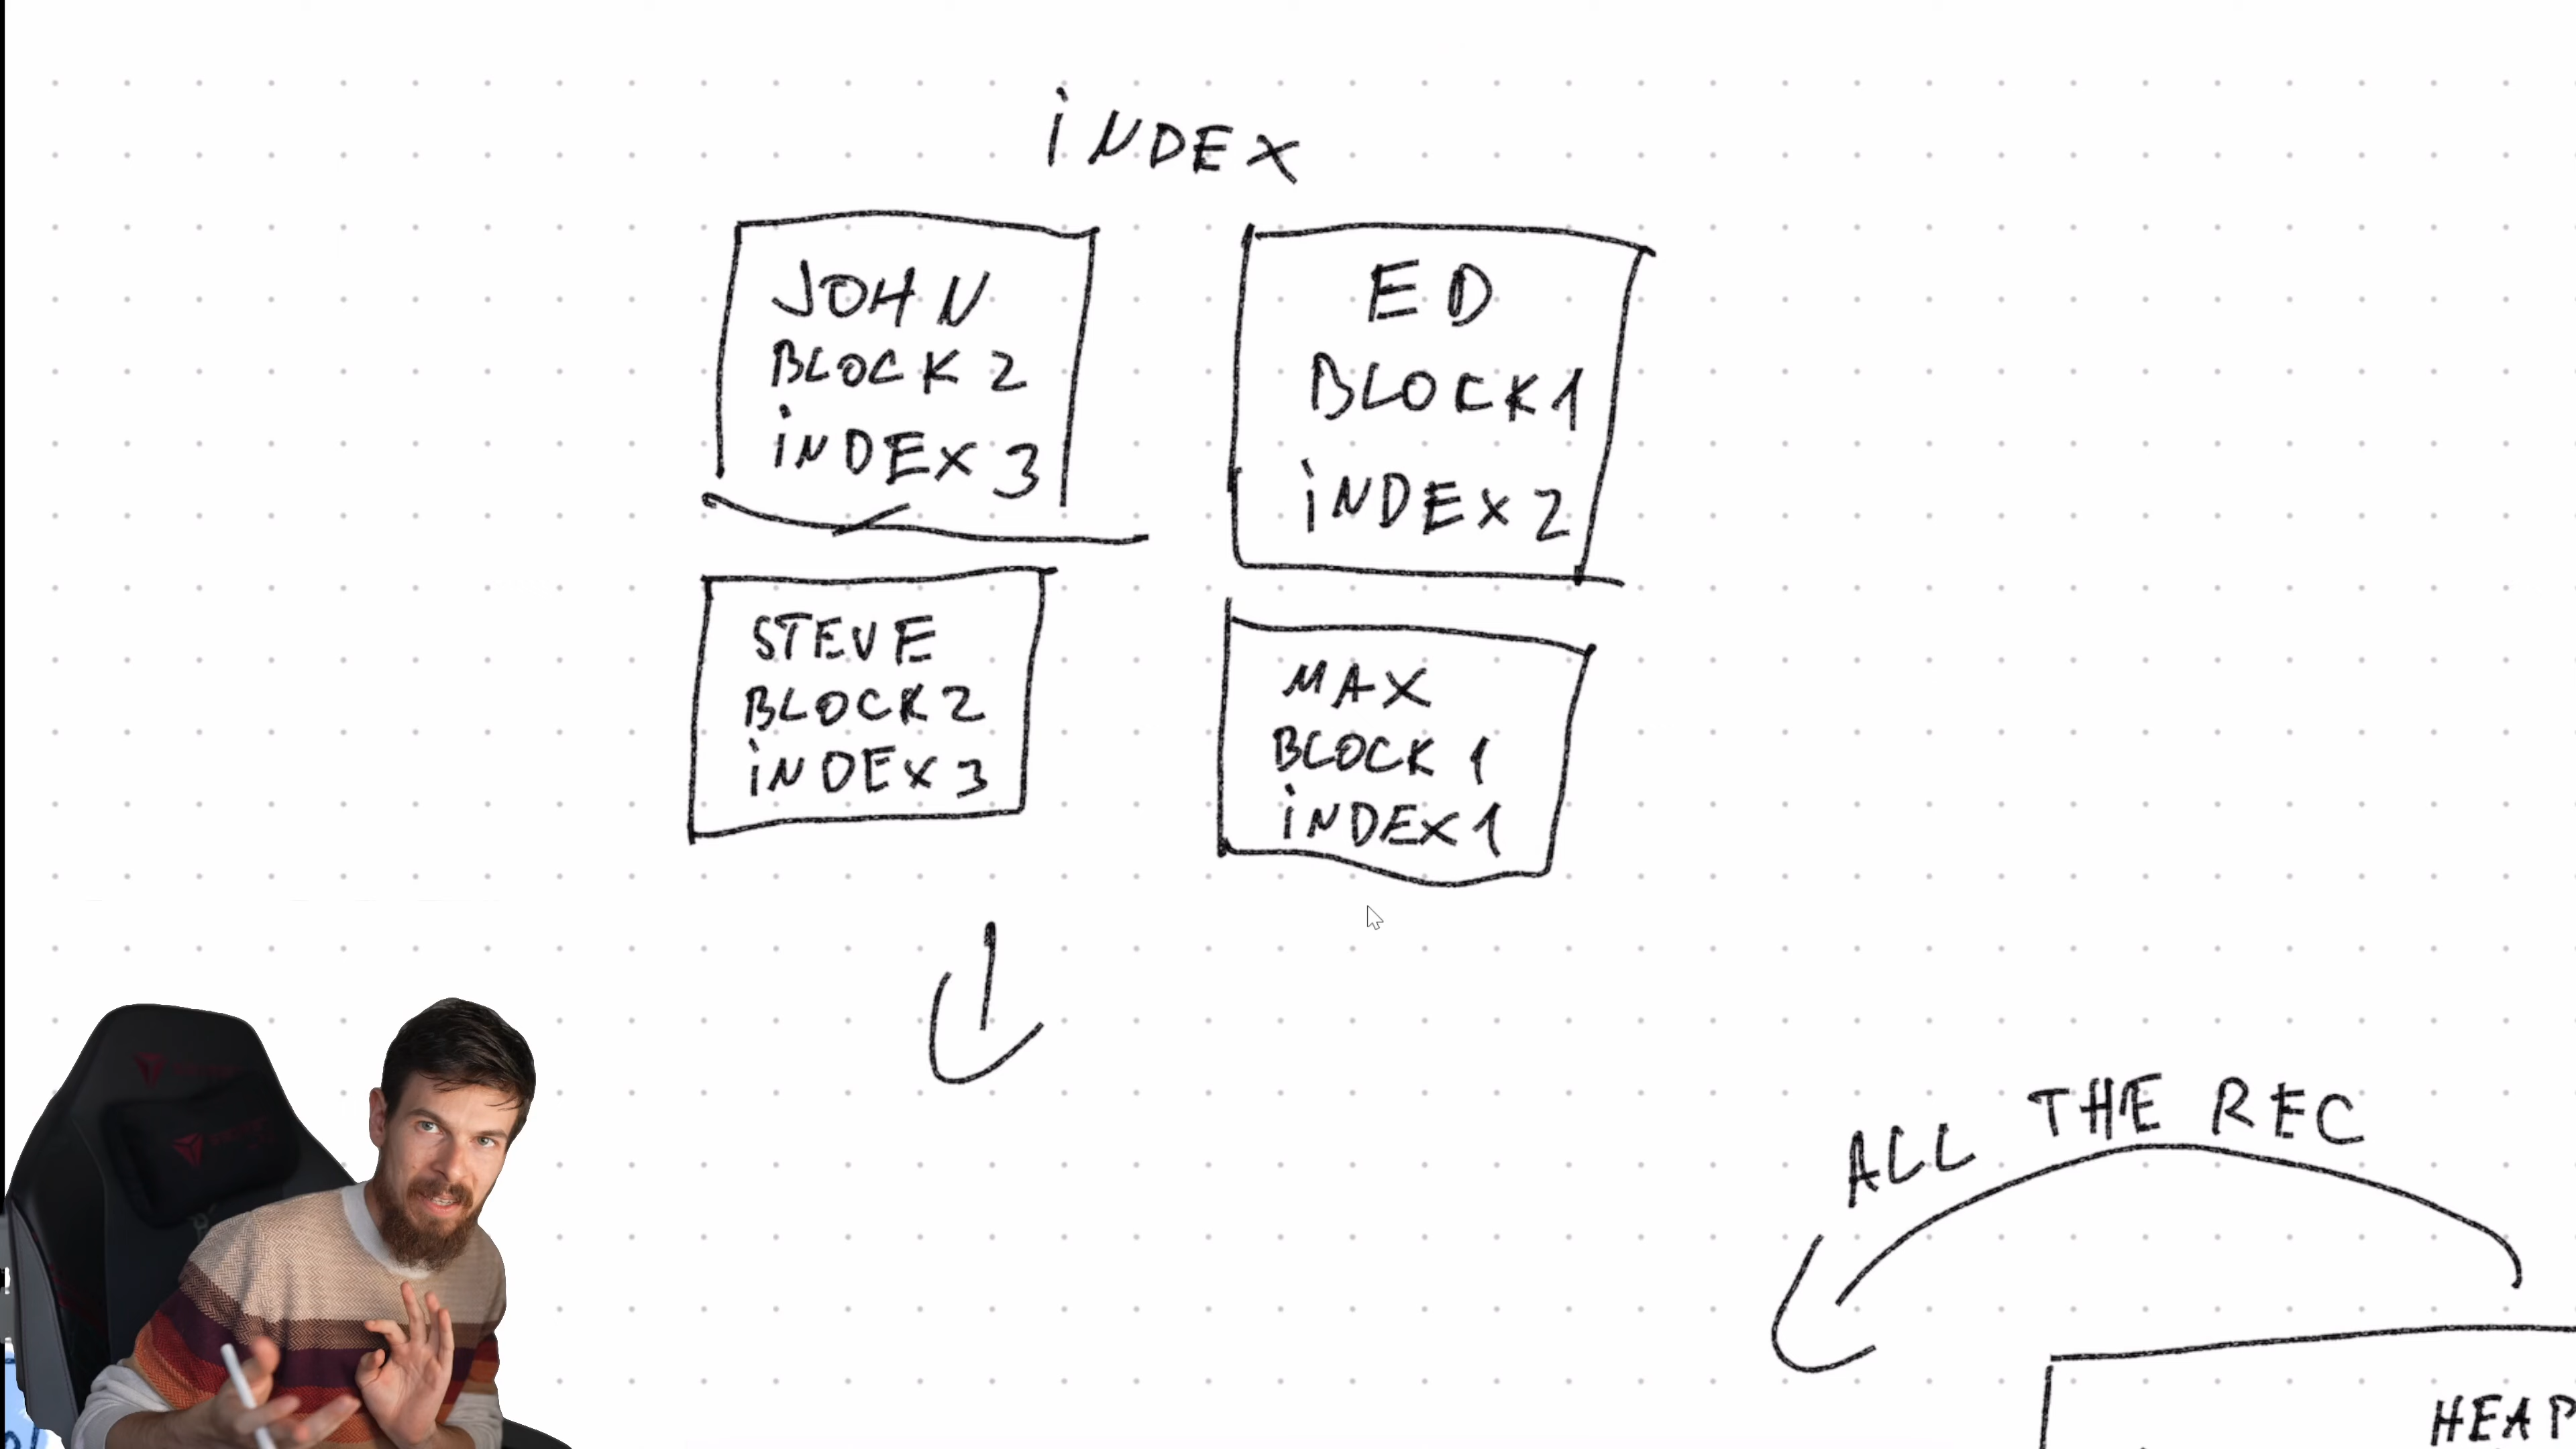 iNDEX
JOHN
BLOCK 2
iNDEX 3
ED
BLOCK 1
iNDEX 2
STEVE
BLOCK 2
iNDEX 3
MAX
BLOCK 1
iNDEX 1
ALL THE REC
HEAP